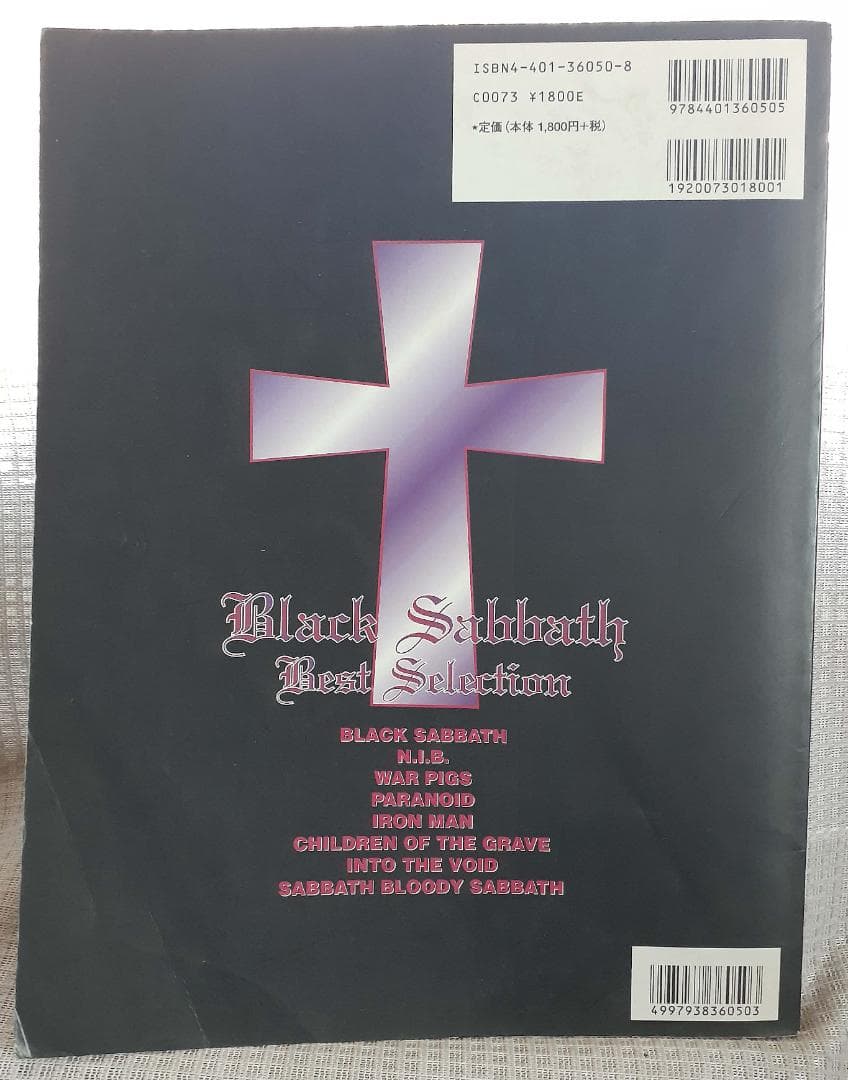 ISBN4-401-36050-8
C0073 ¥1800E
*定価(本体 1,800円+税)
9784401360505
1920073018001
Black Sabbath
Best Selection
BLACK SABBATH
N.I.B.
WAR PIGS
PARANOID
IRON MAN
CHILDREN OF THE GRAVE
INTO THE VOID
SABBATH BLOODY SABBATH
4997938360503